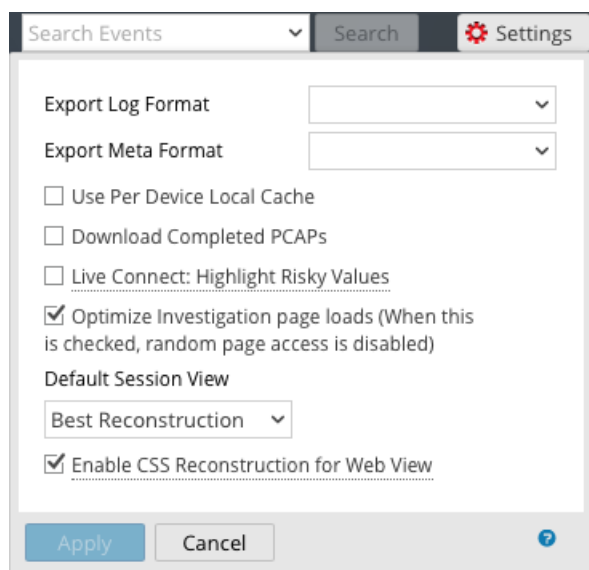 Search Events
Search
Settings
Export Log Format
Export Meta Format
Use Per Device Local Cache
Download Completed PCAPs
Live Connect: Highlight Risky Values
Optimize Investigation page loads (When this
is checked, random page access is disabled)
Default Session View
Best Reconstruction
Enable CSS Reconstruction for Web View
Apply
Cancel
?